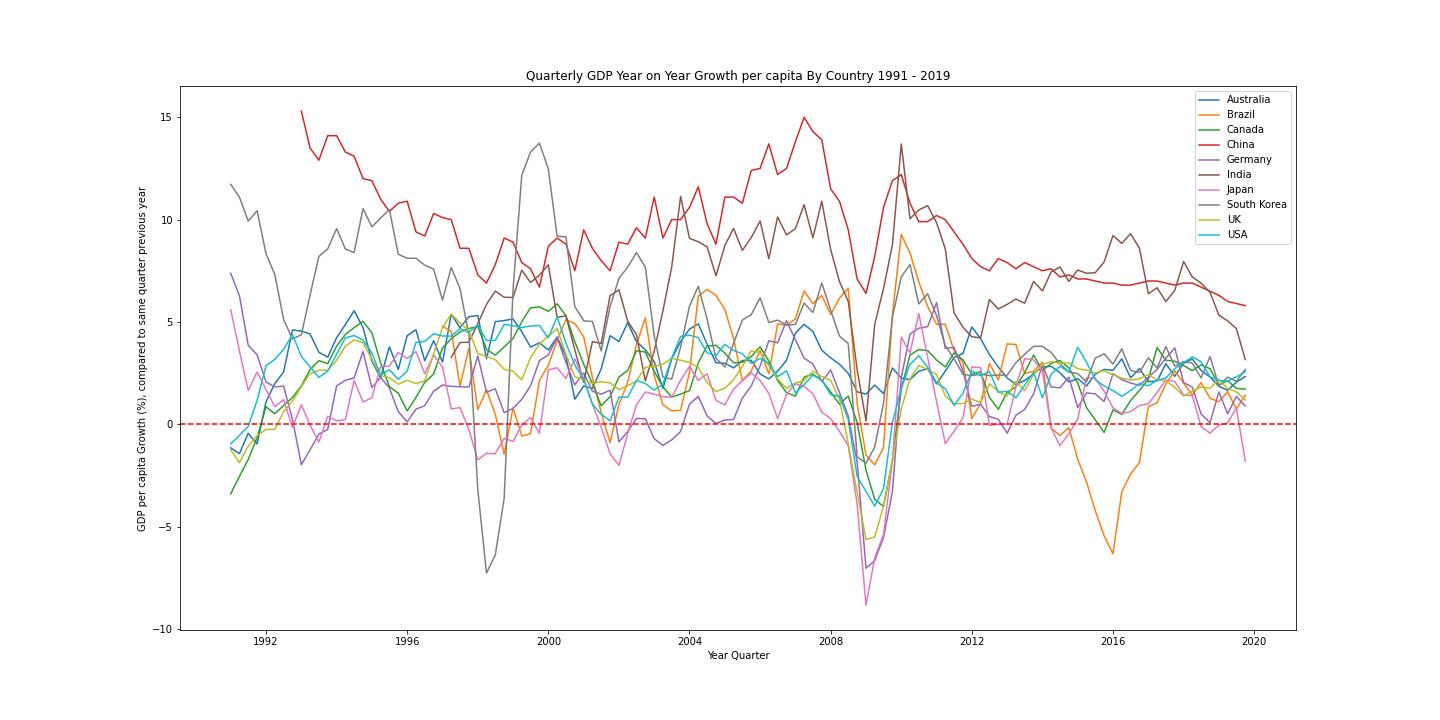 Quarterly GDP Year on Year Growth per capita By Country 1991 - 2019
GDP per capita Growth (%), compared to same quarter previous year
15
10
5
0
−5
−10
1992
1996
2000
2004
2008
2012
2016
2020
Year Quarter
Australia
Brazil
Canada
China
Germany
India
Japan
South Korea
UK
USA